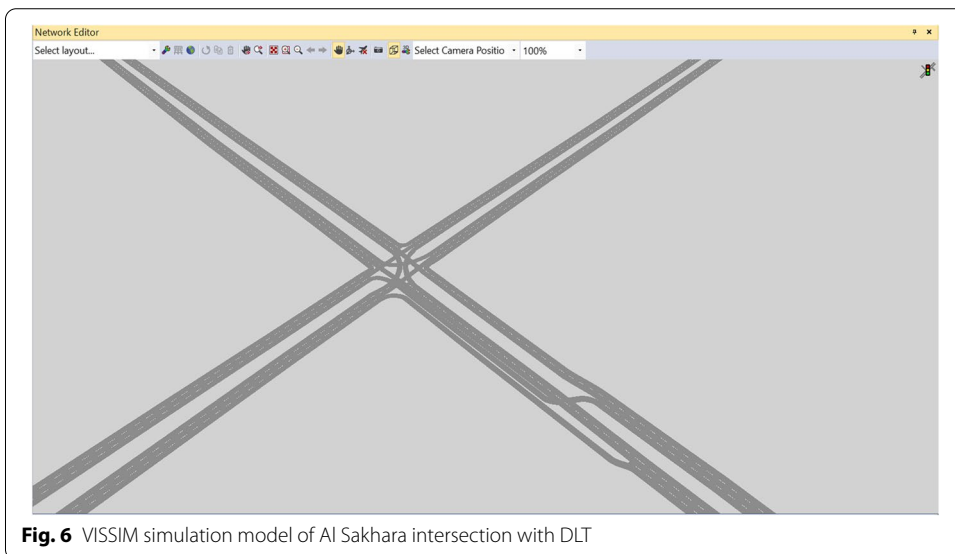 Network Editor
Select layout... Select Camera Positio 100%
Fig. 6 VISSIM simulation model of Al Sakhara intersection with DLT